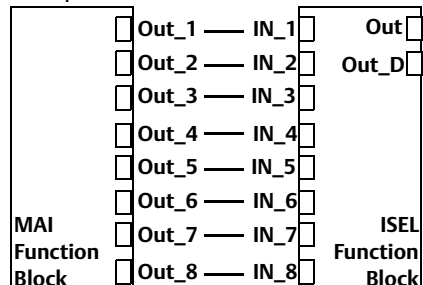 Out_1 IN_1 Out
Out_2 IN_2 Out_D
Out_3 IN_3
Out_4 IN_4
Out_5 IN_5
Out_6 IN_6
MAI Out_7 IN_7 ISEL
Function Function
Block Out_8 IN_8 Block